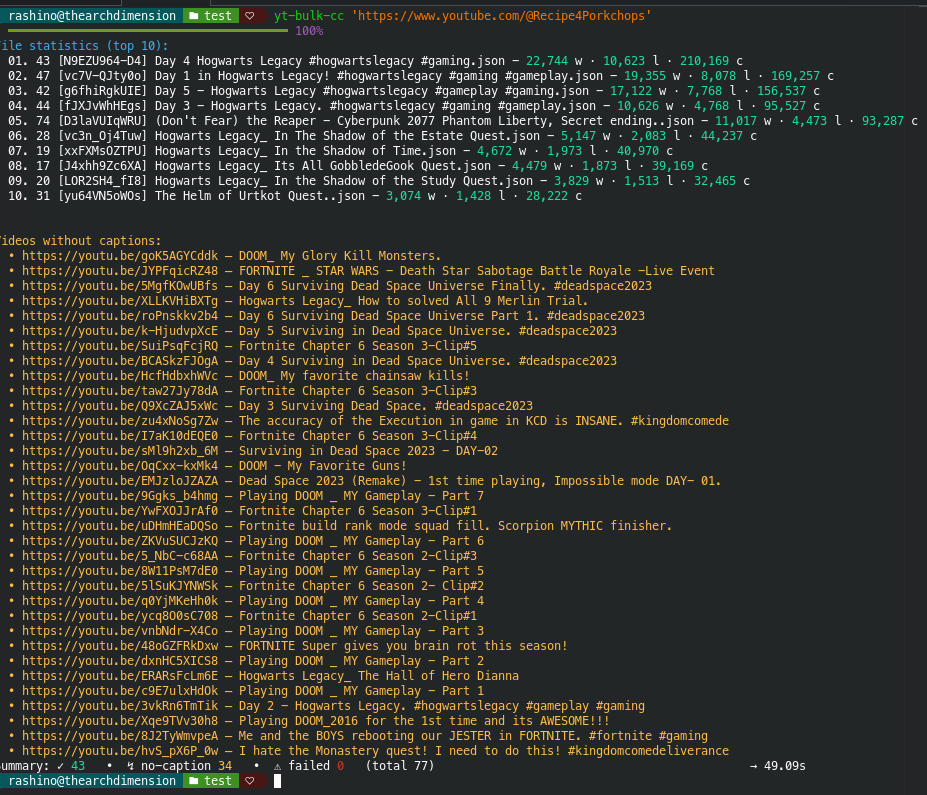 rashino@thearchdimension test ♡ yt-bulk-cc 'https://www.youtube.com/@Recipe4Porkchops'
100%
ile statistics (top 10):
01. 43 [N9EZU964-D4] Day 4 Hogwarts Legacy #hogwartslegacy #gaming.json — 22,744 w · 10,623 l · 210,169 c
02. 47 [vc7V-QJty0o] Day 1 in Hogwarts Legacy! #hogwartslegacy #gaming #gameplay.json — 19,355 w · 8,078 l · 169,257 c
03. 42 [g6fhiRgkUIE] Day 5 - Hogwarts Legacy #hogwartslegacy #gameplay #gaming.json — 17,122 w · 7,768 l · 156,537 c
04. 44 [fJXJvWhHEgs] Day 3 - Hogwarts Legacy. #hogwartslegacy #gaming #gameplay.json — 10,626 w · 4,768 l · 95,527 c
05. 74 [D3laVUIqWRU] (Don't Fear) the Reaper - Cyberpunk 2077 Phantom Liberty, Secret ending..json — 11,017 w · 4,473 l · 93,287 c
06. 28 [vc3n_Oj4Tuw] Hogwarts Legacy_ In The Shadow of the Estate Quest.json — 5,147 w · 2,083 l · 44,237 c
07. 19 [xxFXMsOZTPU] Hogwarts Legacy_ In the Shadow of Time.json — 4,672 w · 1,973 l · 40,970 c
08. 17 [J4xhh9Zc6XA] Hogwarts Legacy_ Its All GobbledeGook Quest.json — 4,479 w · 1,873 l · 39,169 c
09. 20 [LOR2SH4_fI8] Hogwarts Legacy_ In the Shadow of the Study Quest.json — 3,829 w · 1,513 l · 32,465 c
10. 31 [yu64VN5oWOs] The Helm of Urtkot Quest..json — 3,074 w · 1,428 l · 28,222 c
ideos without captions:
• https://youtu.be/goK5AGYCddk — DOOM_ My Glory Kill Monsters.
• https://youtu.be/JYPFqicRZ48 — FORTNITE _ STAR WARS - Death Star Sabotage Battle Royale -Live Event
• https://youtu.be/5MgfKOwUBfs — Day 6 Surviving Dead Space Universe Finally. #deadspace2023
• https://youtu.be/XLLKVHiBXTg — Hogwarts Legacy_ How to solved All 9 Merlin Trial.
• https://youtu.be/roPnskkv2b4 — Day 6 Surviving Dead Space Universe Part 1. #deadspace2023
• https://youtu.be/k-HjudvpXcE — Day 5 Surviving in Dead Space Universe. #deadspace2023
• https://youtu.be/SuiPsqFcjRQ — Fortnite Chapter 6 Season 3-Clip#5
• https://youtu.be/BCASkzFJOgA — Day 4 Surviving in Dead Space Universe. #deadspace2023
• https://youtu.be/HcfHdbxhWVc — DOOM_ My favorite chainsaw kills!
• https://youtu.be/taw27Jy78dA — Fortnite Chapter 6 Season 3-Clip#3
• https://youtu.be/Q9XcZAJ5xWc — Day 3 Surviving Dead Space. #deadspace2023
• https://youtu.be/zu4xNoSg7Zw — The accuracy of the Execution in game in KCD is INSANE. #kingdomcomede
• https://youtu.be/I7aK10dEQE0 — Fortnite Chapter 6 Season 3-Clip#4
• https://youtu.be/sMl9h2xb_6M — Surviving in Dead Space 2023 - DAY-02
• https://youtu.be/OqCxx-kxMk4 — DOOM - My Favorite Guns!
• https://youtu.be/EMJzloJZAZA — Dead Space 2023 (Remake) - 1st time playing, Impossible mode DAY- 01.
• https://youtu.be/9Ggks_b4hmg — Playing DOOM _ MY Gameplay - Part 7
• https://youtu.be/YwFXOJJrAf0 — Fortnite Chapter 6 Season 3-Clip#1
• https://youtu.be/uDHmHEaDQSo — Fortnite build rank mode squad fill. Scorpion MYTHIC finisher.
• https://youtu.be/ZKVuSUCJzKQ — Playing DOOM _ MY Gameplay - Part 6
• https://youtu.be/5_NbC-c68AA — Fortnite Chapter 6 Season 2-Clip#3
• https://youtu.be/8W11PsM7dE0 — Playing DOOM _ MY Gameplay - Part 5
• https://youtu.be/5lSuKJYNWSk — Fortnite Chapter 6 Season 2- Clip#2
• https://youtu.be/q0YjMKeHh0k — Playing DOOM _ MY Gameplay - Part 4
• https://youtu.be/ycq8O0sC708 — Fortnite Chapter 6 Season 2-Clip#1
• https://youtu.be/vnbNdr-X4Co — Playing DOOM _ MY Gameplay - Part 3
• https://youtu.be/48oGZFRkDxw — FORTNITE Super gives you brain rot this season!
• https://youtu.be/dxnHC5XICS8 — Playing DOOM _ MY Gameplay - Part 2
• https://youtu.be/ERARsFcLm6E — Hogwarts Legacy_ The Hall of Hero Dianna
• https://youtu.be/c9E7ulxHdOk — Playing DOOM _ MY Gameplay - Part 1
• https://youtu.be/3vkRn6TmTik — Day 2 - Hogwarts Legacy. #hogwartslegacy #gameplay #gaming
• https://youtu.be/Xqe9TVv30h8 — Playing DOOM_2016 for the 1st time and its AWESOME!!!
• https://youtu.be/8J2TyWmvpeA — Me and the BOYS rebooting our JESTER in FORTNITE. #fortnite #gaming
• https://youtu.be/hvS_pX6P_0w — I hate the Monastery quest! I need to do this! #kingdomcomedeliverance
ummary: ✓ 43 • ↯ no-caption 34 • ⚠ failed 0 (total 77) → 49.09s
rashino@thearchdimension test ♡